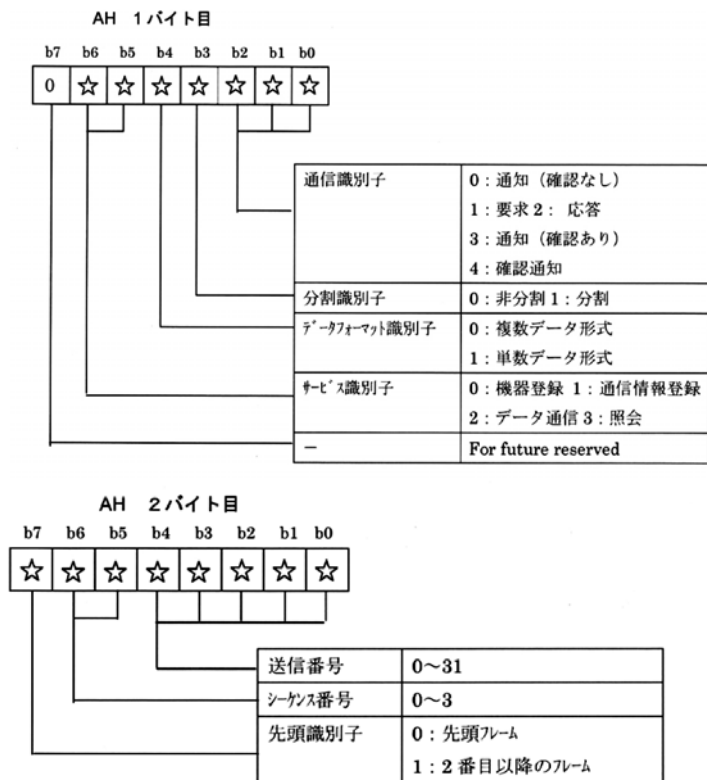 AH 1バイト目
b7 b6 b5 b4 b3 b2 b1 b0
0 ☆ ☆ ☆ ☆ ☆ ☆ ☆
通信識別子 0:通知(確認なし)
1:要求 2: 応答
3:通知(確認あり)
4:確認通知
分割識別子 0:非分割 1:分割
データフォーマット識別子 0:複数データ形式
1:単数データ形式
サービス識別子 0:機器登録 1:通信情報登録
2:データ通信 3:照会
- For future reserved
AH 2バイト目
b7 b6 b5 b4 b3 b2 b1 b0
☆ ☆ ☆ ☆ ☆ ☆ ☆ ☆
送信番号 0~31
シーケンス番号 0~3
先頭識別子 0:先頭フレーム
1:2番目以降のフレーム